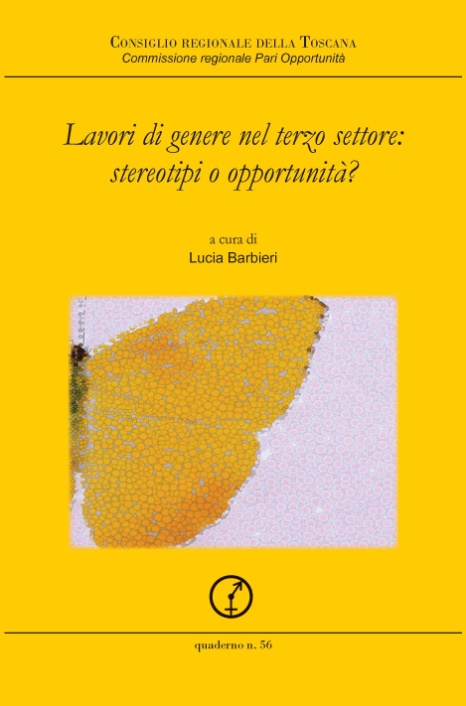 Consiglio regionale della Toscana
Commissione regionale Pari Opportunità
Lavori di genere nel terzo settore:
stereotipi o opportunità?
a cura di
Lucia Barbieri
quaderno n. 56